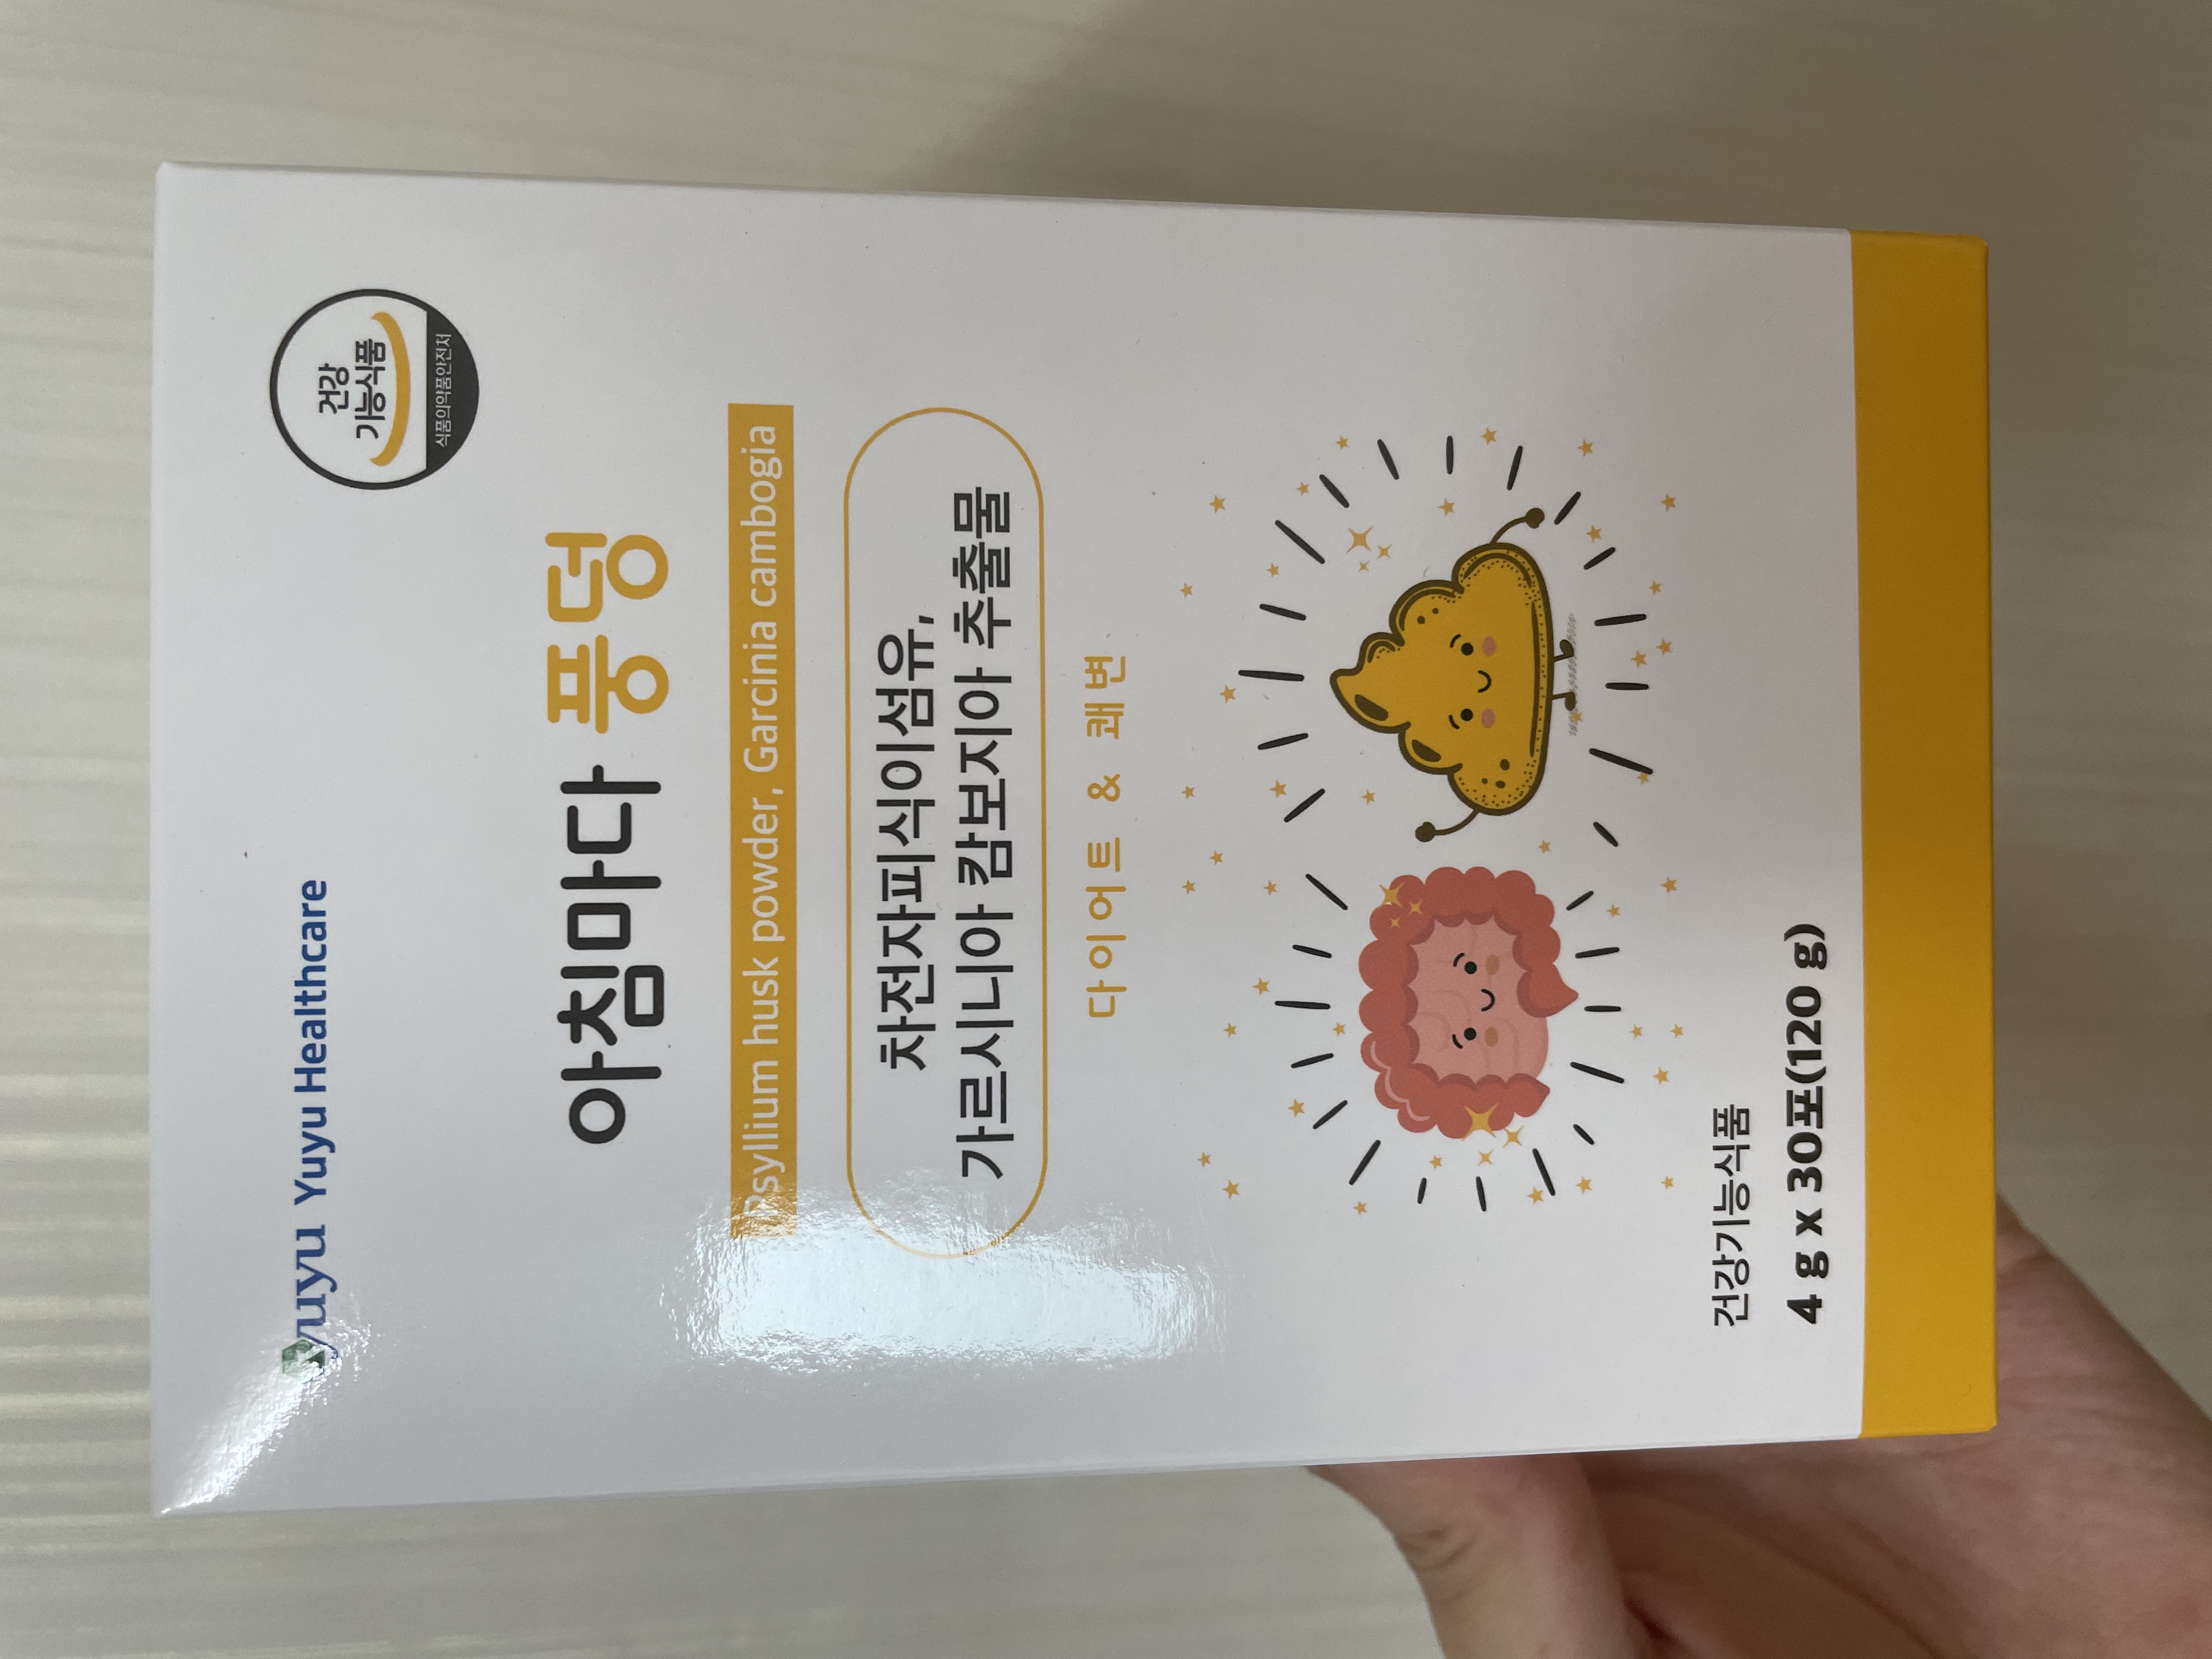 yuyu Yuyu Healthcare
건강
기능식품
식품의약품안전처
아침마다 퐁덩
Psyllium husk powder, Garcinia cambogia
차전자피식이섬유,
가르시니아 캄보지아 추출물
다이어트 & 쾌변
건강기능식품
4 g x 30포(120 g)